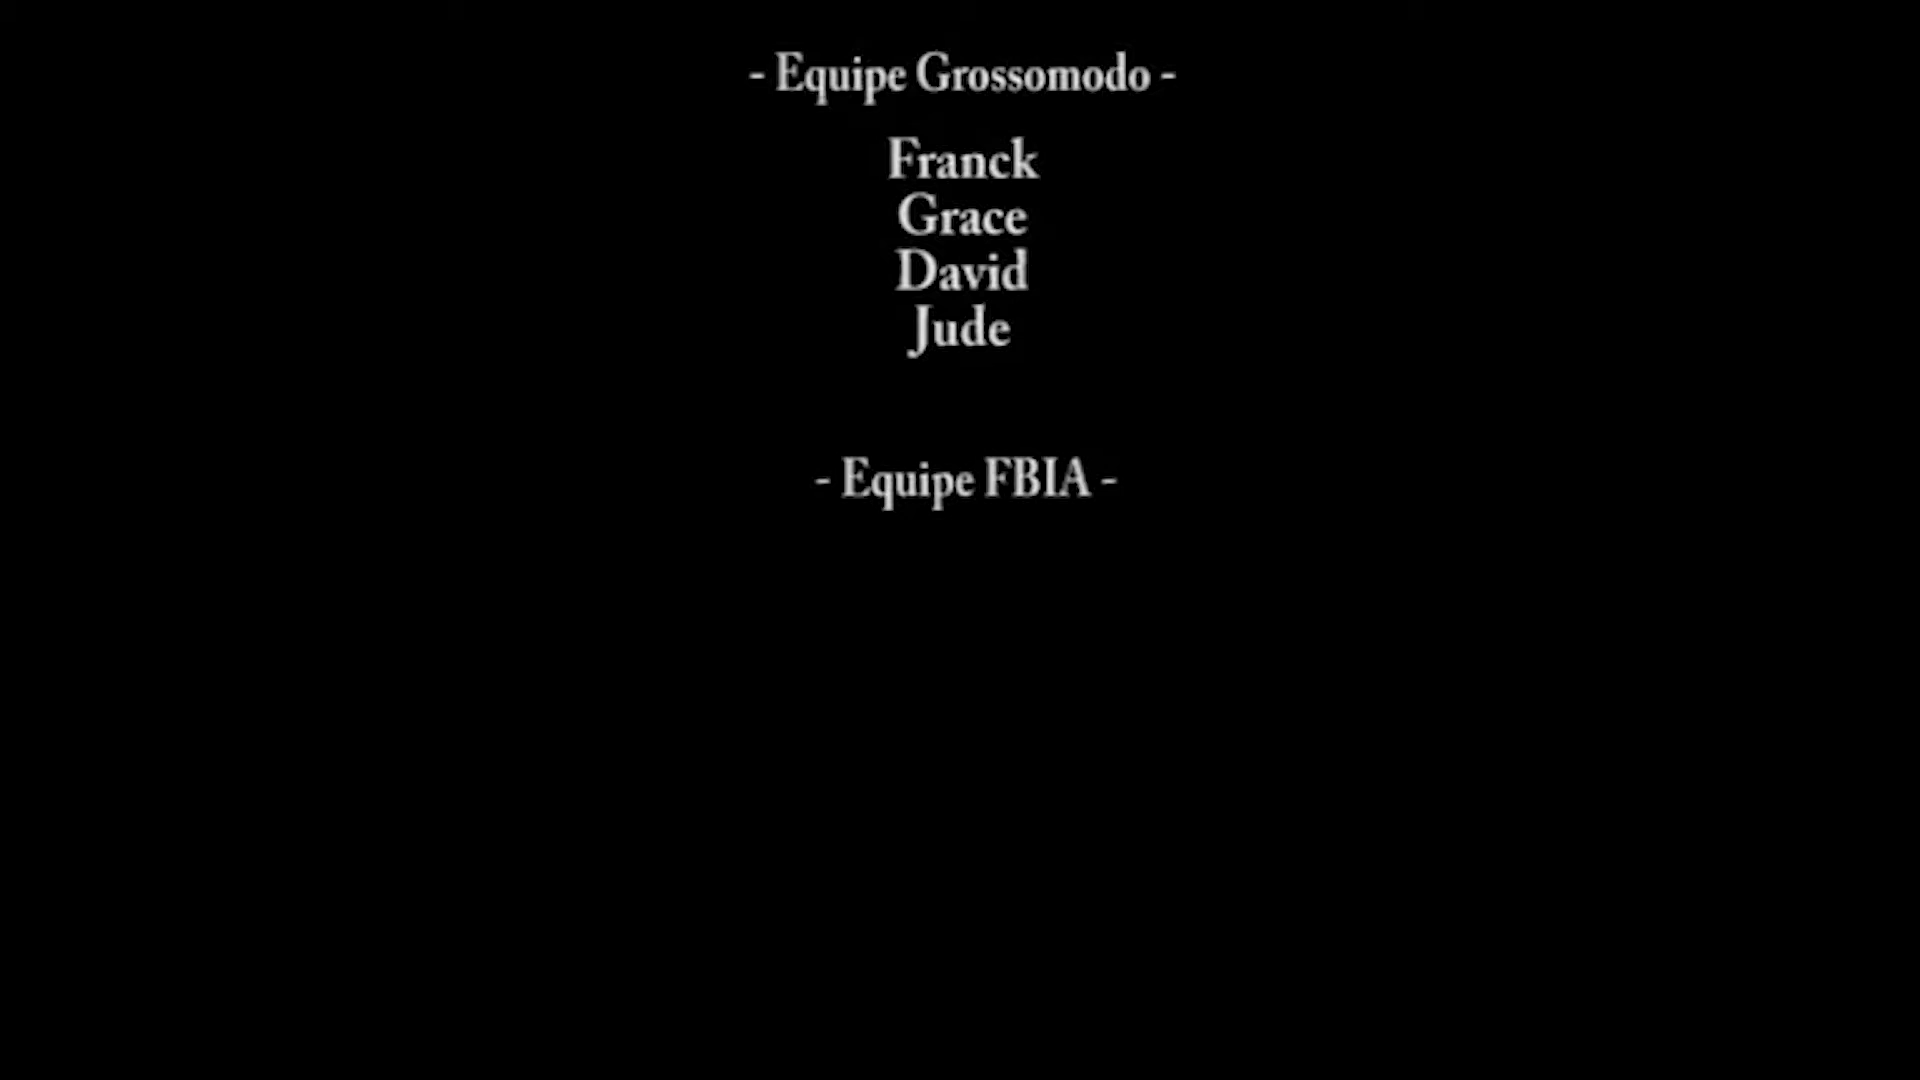 - Equipe Grossomodo -
Franck
Grace
David
Jude
- Equipe FBIA -